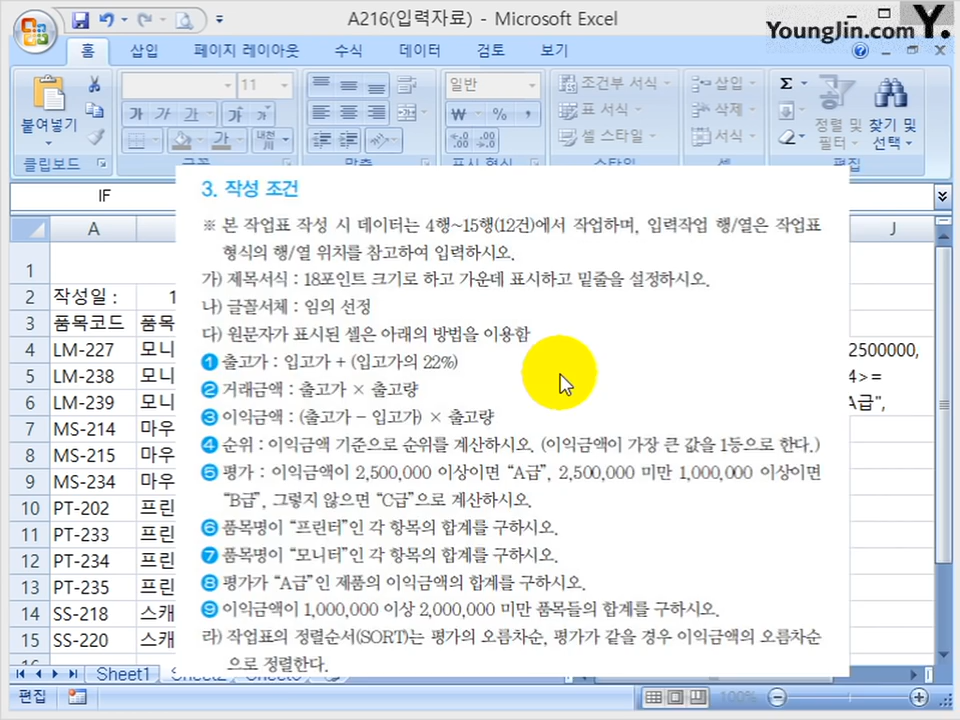 A216(입력자료) - Microsoft Excel
YoungJin.com Y.
홈 삽입 페이지 레이아웃 수식 데이터 검토 보기
붙여넣기
클립보드
11
가 가 가 가 가
맞춤
일반
표시 형식
조건부 서식
표 서식
셀 스타일
스타일
삽입
삭제
서식
셀
Σ
정렬 및 필터
찾기 및 선택
편집
IF
A J
1
2 작성일 : 1
3 품목코드 품목
4 LM-227 모니 2500000,
5 LM-238 모니 4>=
6 LM-239 모니 A급",
7 MS-214 마우
8 MS-215 마우
9 MS-234 마우
10 PT-202 프린
11 PT-233 프린
12 PT-234 프린
13 PT-235 프린
14 SS-218 스캐
15 SS-220 스캐
3. 작성 조건
※ 본 작업표 작성 시 데이터는 4행~15행(12건)에서 작업하며, 입력작업 행/열은 작업표
형식의 행/열 위치를 참고하여 입력하시오.
가) 제목서식 : 18포인트 크기로 하고 가운데 표시하고 밑줄을 설정하시오.
나) 글꼴서체 : 임의 선정
다) 원문자가 표시된 셀은 아래의 방법을 이용함
❶ 출고가 : 입고가 + (입고가의 22%)
❷ 거래금액 : 출고가 × 출고량
❸ 이익금액 : (출고가 - 입고가) × 출고량
❹ 순위 : 이익금액 기준으로 순위를 계산하시오. (이익금액이 가장 큰 값을 1등으로 한다.)
❺ 평가 : 이익금액이 2,500,000 이상이면 “A급”, 2,500,000 미만 1,000,000 이상이면
“B급”, 그렇지 않으면 “C급”으로 계산하시오.
❻ 품목명이 “프린터”인 각 항목의 합계를 구하시오.
❼ 품목명이 “모니터”인 각 항목의 합계를 구하시오.
❽ 평가가 “A급”인 제품의 이익금액의 합계를 구하시오.
❾ 이익금액이 1,000,000 이상 2,000,000 미만 품목들의 합계를 구하시오.
라) 작업표의 정렬순서(SORT)는 평가의 오름차순, 평가가 같을 경우 이익금액의 오름차순
으로 정렬한다.
Sheet1
편집
100%